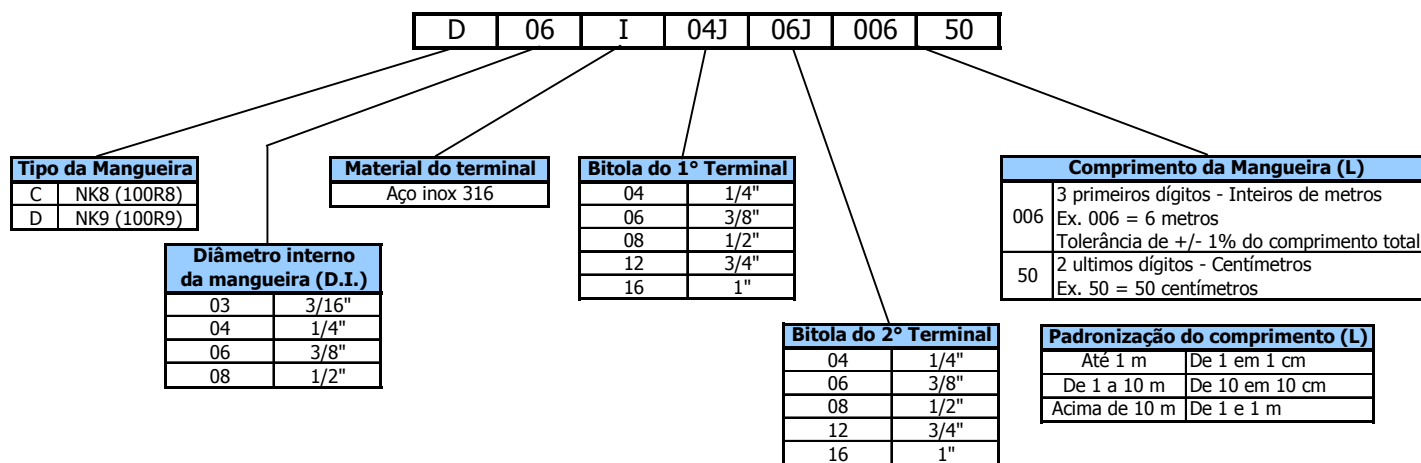 D 06 I 04J 06J 006 50
Tipo da Mangueira
C NK8 (100R8)
D NK9 (100R9)
Diâmetro interno
da mangueira (D.I.)
03 3/16"
04 1/4"
06 3/8"
08 1/2"
Material do terminal
Aço inox 316
Bitola do 1° Terminal
04 1/4"
06 3/8"
08 1/2"
12 3/4"
16 1"
Bitola do 2° Terminal
04 1/4"
06 3/8"
08 1/2"
12 3/4"
16 1"
Comprimento da Mangueira (L)
006
3 primeiros dígitos - Inteiros de metros
Ex. 006 = 6 metros
Tolerância de +/- 1% do comprimento total
50
2 ultimos dígitos - Centímetros
Ex. 50 = 50 centímetros
Padronização do comprimento (L)
Até 1 m De 1 em 1 cm
De 1 a 10 m De 10 em 10 cm
Acima de 10 m De 1 e 1 m